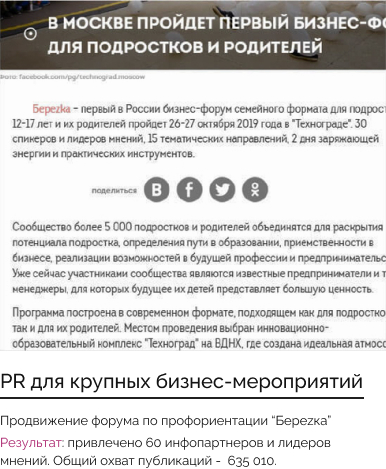 В МОСКВЕ ПРОЙДЕТ ПЕРВЫЙ БИЗНЕС-ФО
ДЛЯ ПОДРОСТКОВ И РОДИТЕЛЕЙ
Фото: facebook.com/pg/technograd.moscow
Береzka – первый в России бизнес-форум семейного формата для подрост
12-17 лет и их родителей пройдет 26-27 октября 2019 года в "Технограде". 30
спикеров и лидеров мнений, 15 тематических направлений, 2 дня заряжающей
энергии и практических инструментов.
поделиться
Сообщество более 5 000 подростков и родителей объединятся для раскрытия
потенциала подростка, определения пути в образовании, приемственности в
бизнесе, реализации возможностей в будущей профессии и предпринимательс
Уже сейчас участниками сообщества являются известные предприниматели и т
менеджеры, для которых будущее их детей представляет большую ценность.
Программа построена в современном формате, подходящем как для подростко
так и для их родителей. Местом проведения выбран инновационно-
образовательный комплекс "Техноград" на ВДНХ, где создана идеальная атмос
PR для крупных бизнес-мероприятий
Продвижение форума по профориентации "Береzка"
Результат: привлечено 60 инфопартнеров и лидеров
мнений. Общий охват публикаций - 635 010.